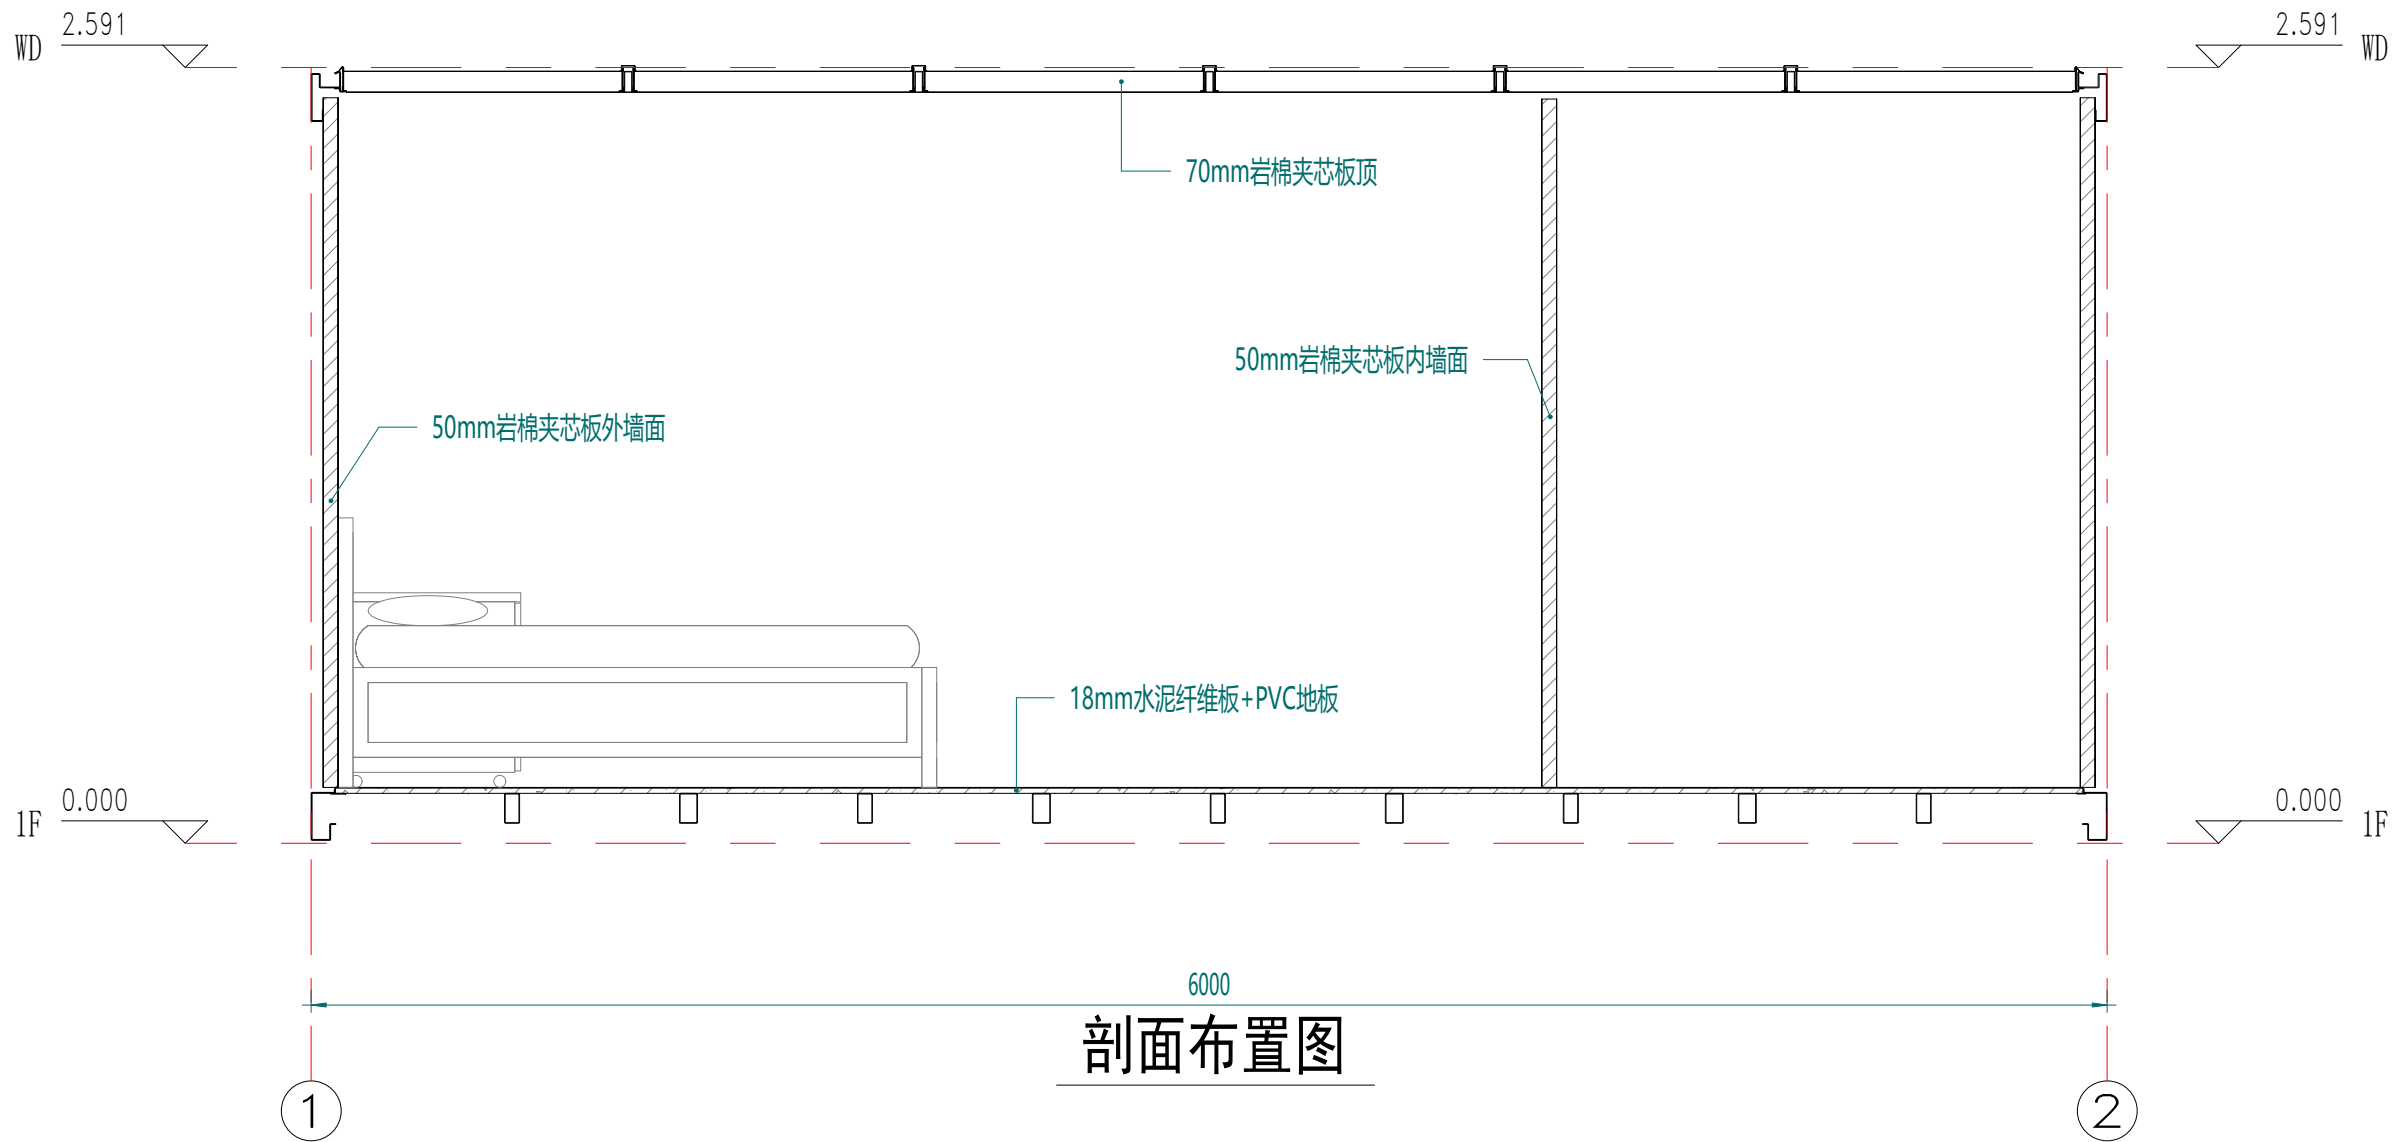 2.591
WD
2.591
WD
70mm岩棉夹芯板顶
50mm岩棉夹芯板内墙面
50mm岩棉夹芯板外墙面
18mm水泥纤维板+PVC地板
0.000
1F
0.000
1F
6000
剖面布置图
1
2